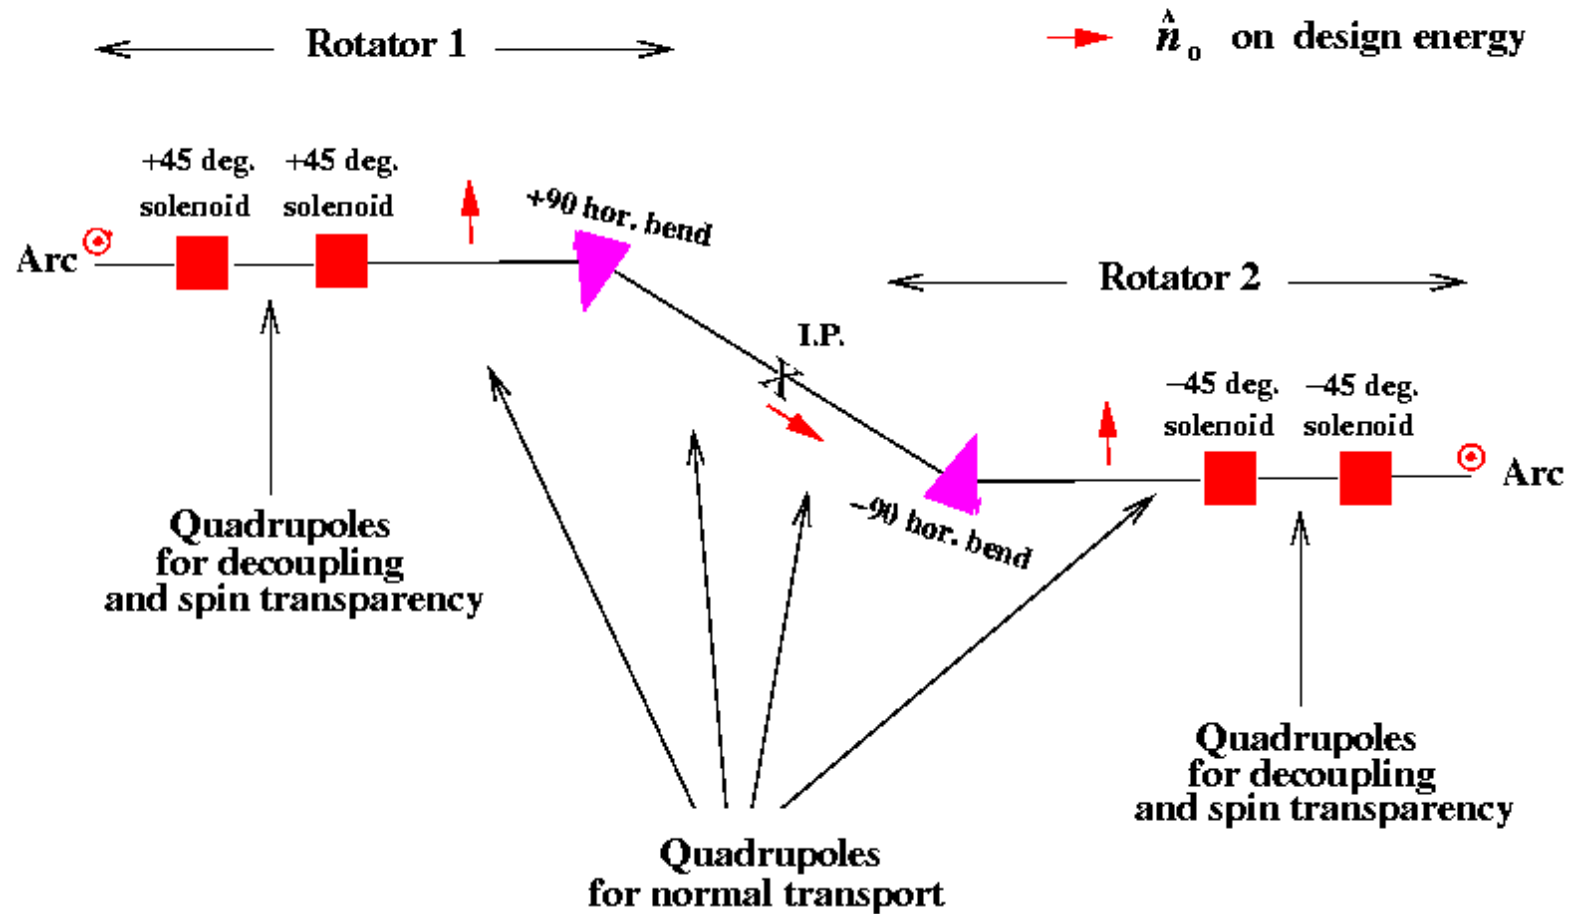 Rotator 1
n̂₀ on design energy
+45 deg.
solenoid
+45 deg.
solenoid
+90 hor. bend
Arc
Rotator 2
I.P.
−45 deg.
solenoid
−45 deg.
solenoid
Arc
−90 hor. bend
Quadrupoles
for decoupling
and spin transparency
Quadrupoles
for decoupling
and spin transparency
Quadrupoles
for normal transport